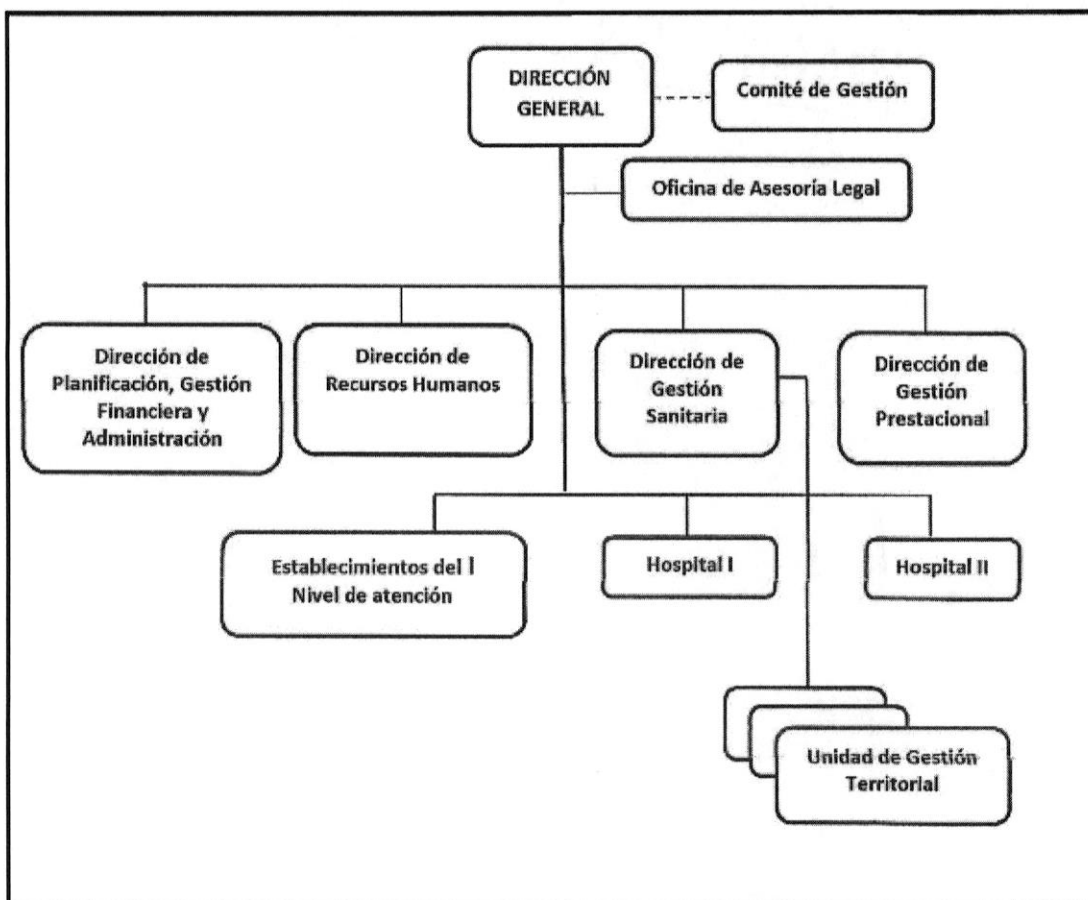 DIRECCIÓN
GENERAL
Comité de Gestión
Oficina de Asesoría Legal
Dirección de
Planificación, Gestión
Financiera y
Administración
Dirección de
Recursos Humanos
Dirección de
Gestión
Sanitaria
Dirección de
Gestión
Prestacional
Establecimientos del I
Nivel de atención
Hospital I
Hospital II
Unidad de Gestión
Territorial